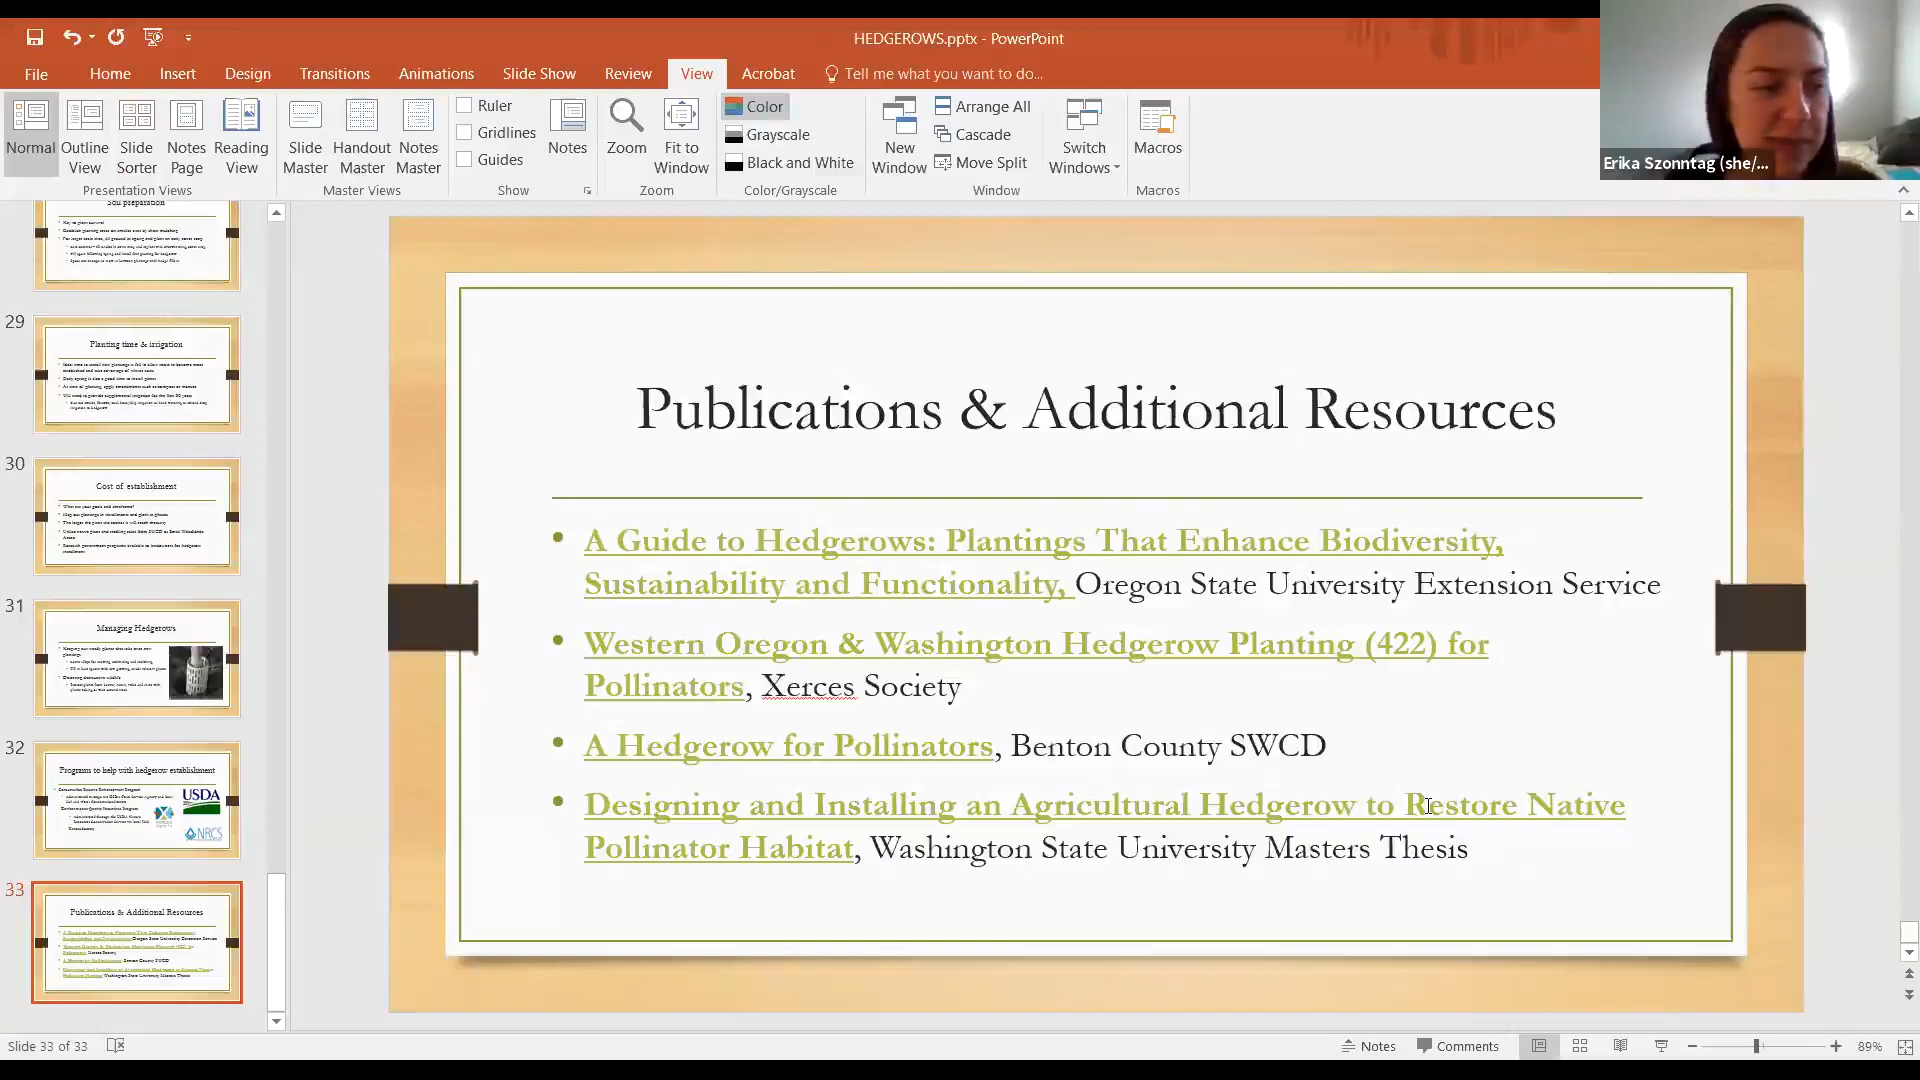 HEDGEROWS.pptx - PowerPoint
File Home Insert Design Transitions Animations Slide Show Review View Acrobat Tell me what you want to do...
Normal
Outline View
Slide Sorter
Notes Page
Reading View
Presentation Views
Slide Master
Handout Master
Notes Master
Master Views
Ruler
Gridlines
Guides
Show
Notes
Zoom
Fit to Window
Zoom
Color
Grayscale
Black and White
Color/Grayscale
New Window
Arrange All
Cascade
Move Split
Window
Switch Windows
Macros
Macros
Erika Szonntag (she/...
Soil preparation
29
Planting time & irrigation
30
Cost of establishment
31
Managing Hedgerows
32
Programs to help with hedgerow establishment
USDA
NRCS
33
Publications & Additional Resources
Publications & Additional Resources
• A Guide to Hedgerows: Plantings That Enhance Biodiversity,
Sustainability and Functionality, Oregon State University Extension Service
• Western Oregon & Washington Hedgerow Planting (422) for
Pollinators, Xerces Society
• A Hedgerow for Pollinators, Benton County SWCD
• Designing and Installing an Agricultural Hedgerow to Restore Native
Pollinator Habitat, Washington State University Masters Thesis
Slide 33 of 33
Notes
Comments
89%